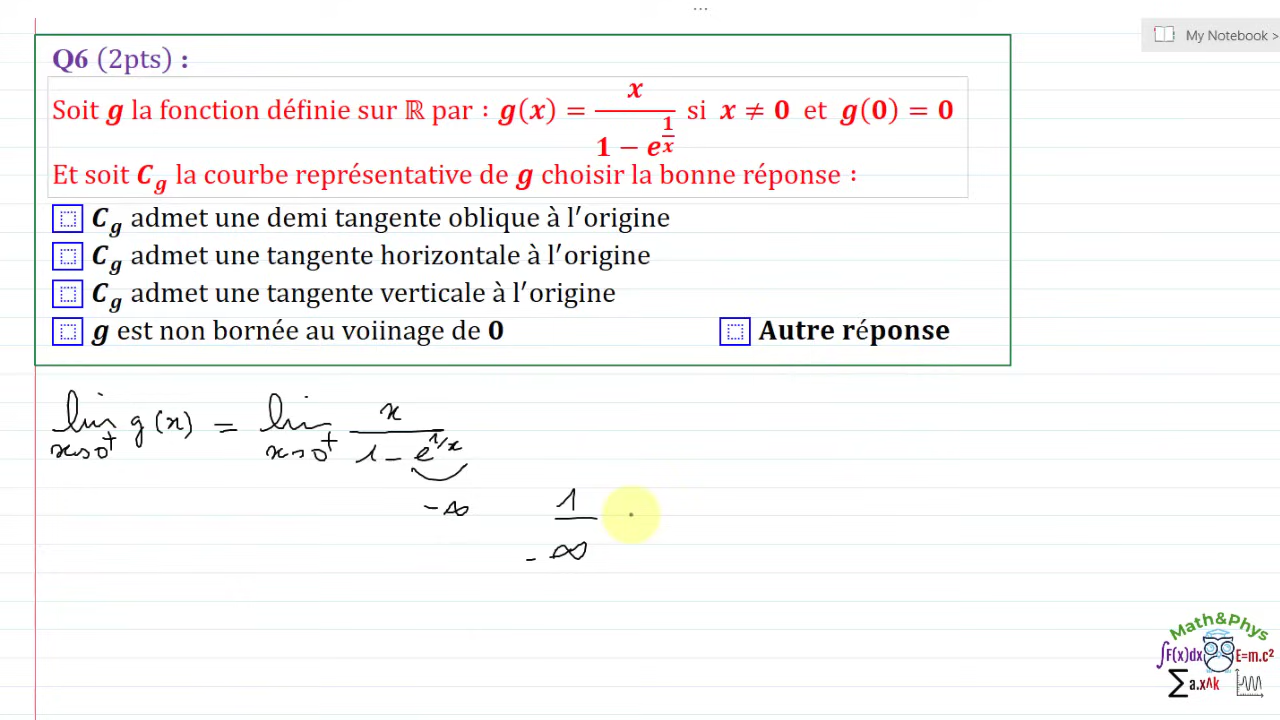 ...
My Notebook >
Q6 (2pts) :
Soit g la fonction définie sur ℝ par : g(x) = x / (1 − e^(1/x)) si x ≠ 0 et g(0) = 0
Et soit C_g la courbe représentative de g choisir la bonne réponse :
C_g admet une demi tangente oblique à l'origine
C_g admet une tangente horizontale à l'origine
C_g admet une tangente verticale à l'origine
g est non bornée au voiinage de 0 Autre réponse
lim x→0⁺ g(x) = lim x→0⁺ x / (1 − e^(1/x))
-∞ 1 / -∞
Math&Phys
∫F(x)dx E=m.c²
∑ a.x^k